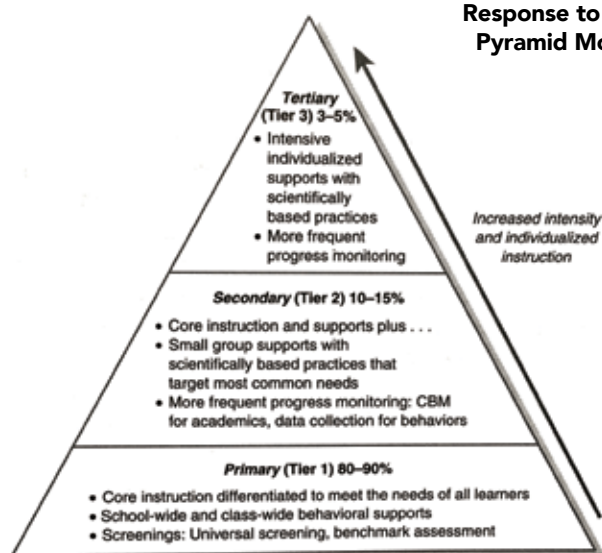 Response to
Pyramid Mo
Tertiary
(Tier 3) 3–5%
• Intensive
individualized
supports with
scientifically
based practices
• More frequent
progress monitoring
Increased intensity
and individualized
instruction
Secondary (Tier 2) 10–15%
• Core instruction and supports plus . . .
• Small group supports with
scientifically based practices that
target most common needs
• More frequent progress monitoring: CBM
for academics, data collection for behaviors
Primary (Tier 1) 80–90%
• Core instruction differentiated to meet the needs of all learners
• School-wide and class-wide behavioral supports
• Screenings: Universal screening, benchmark assessment